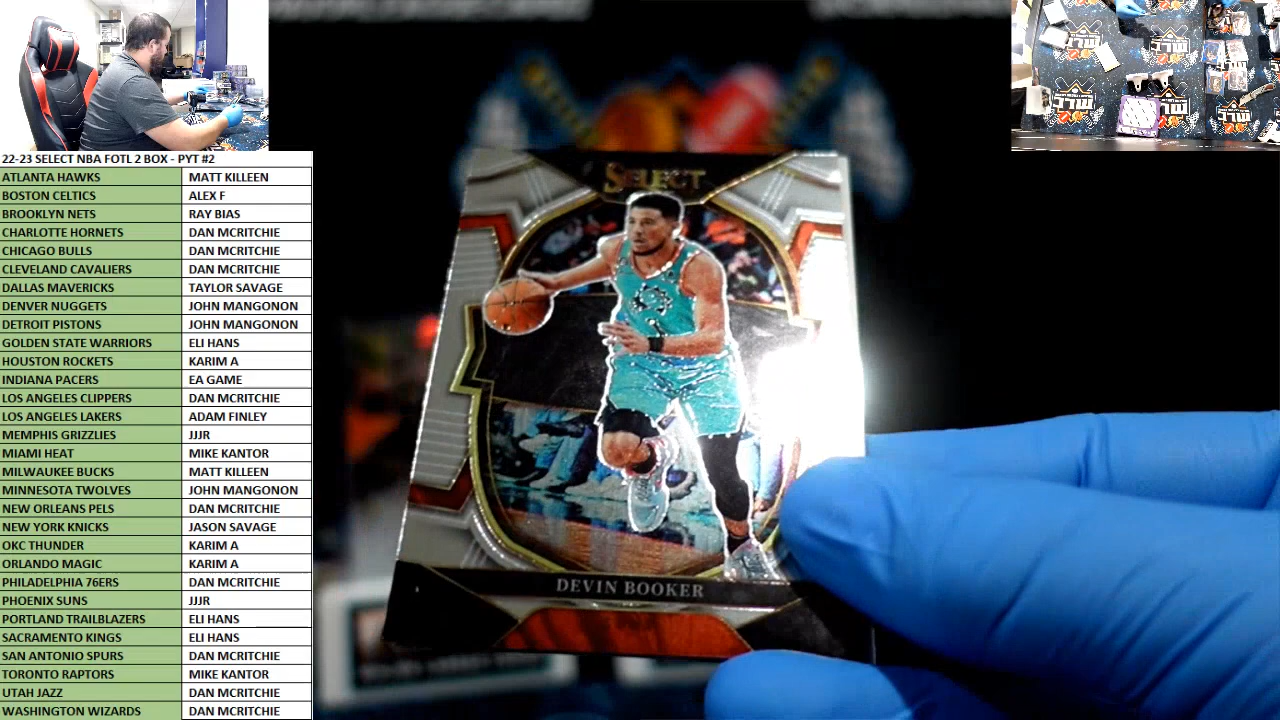 22-23 SELECT NBA FOTL 2 BOX - PYT #2
ATLANTA HAWKS MATT KILLEEN
BOSTON CELTICS ALEX F
BROOKLYN NETS RAY BIAS
CHARLOTTE HORNETS DAN MCRITCHIE
CHICAGO BULLS DAN MCRITCHIE
CLEVELAND CAVALIERS DAN MCRITCHIE
DALLAS MAVERICKS TAYLOR SAVAGE
DENVER NUGGETS JOHN MANGONON
DETROIT PISTONS JOHN MANGONON
GOLDEN STATE WARRIORS ELI HANS
HOUSTON ROCKETS KARIM A
INDIANA PACERS EA GAME
LOS ANGELES CLIPPERS DAN MCRITCHIE
LOS ANGELES LAKERS ADAM FINLEY
MEMPHIS GRIZZLIES JJJR
MIAMI HEAT MIKE KANTOR
MILWAUKEE BUCKS MATT KILLEEN
MINNESOTA TWOLVES JOHN MANGONON
NEW ORLEANS PELS DAN MCRITCHIE
NEW YORK KNICKS JASON SAVAGE
OKC THUNDER KARIM A
ORLANDO MAGIC KARIM A
PHILADELPHIA 76ERS DAN MCRITCHIE
PHOENIX SUNS JJJR
PORTLAND TRAILBLAZERS ELI HANS
SACRAMENTO KINGS ELI HANS
SAN ANTONIO SPURS DAN MCRITCHIE
TORONTO RAPTORS MIKE KANTOR
UTAH JAZZ DAN MCRITCHIE
WASHINGTON WIZARDS DAN MCRITCHIE
SELECT
DEVIN BOOKER